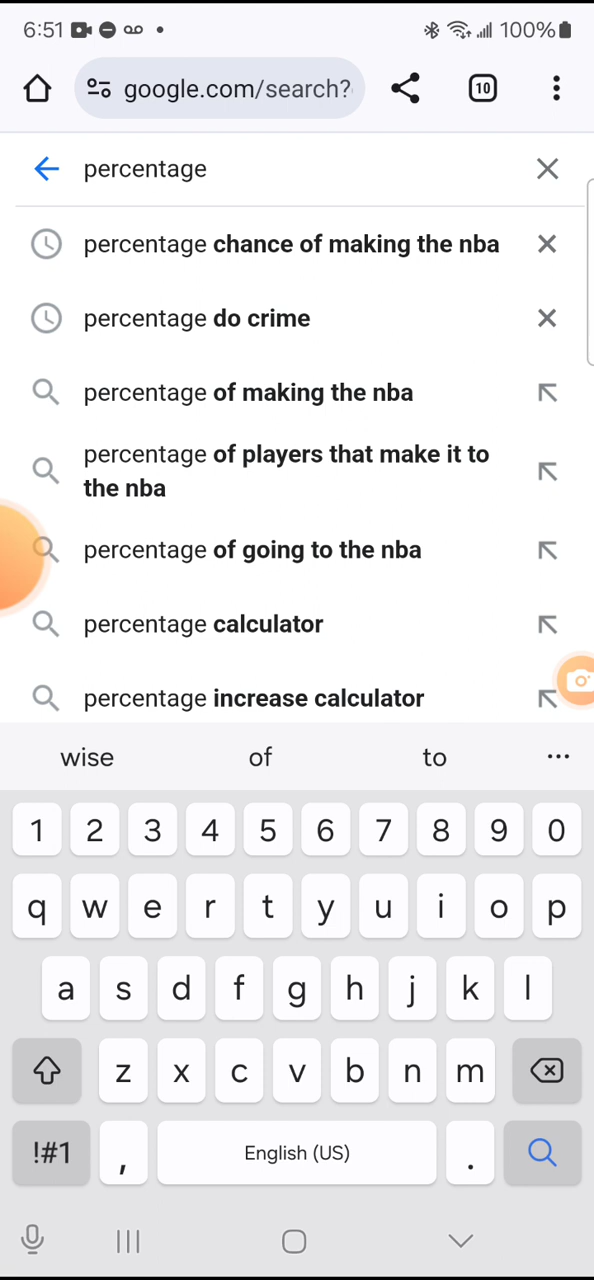 6:51 100%
google.com/search? 10
percentage
percentage chance of making the nba
percentage do crime
percentage of making the nba
percentage of players that make it to
the nba
percentage of going to the nba
percentage calculator
percentage increase calculator
wise of to ...
1 2 3 4 5 6 7 8 9 0
q w e r t y u i o p
a s d f g h j k l
z x c v b n m
!#1 , English (US) .